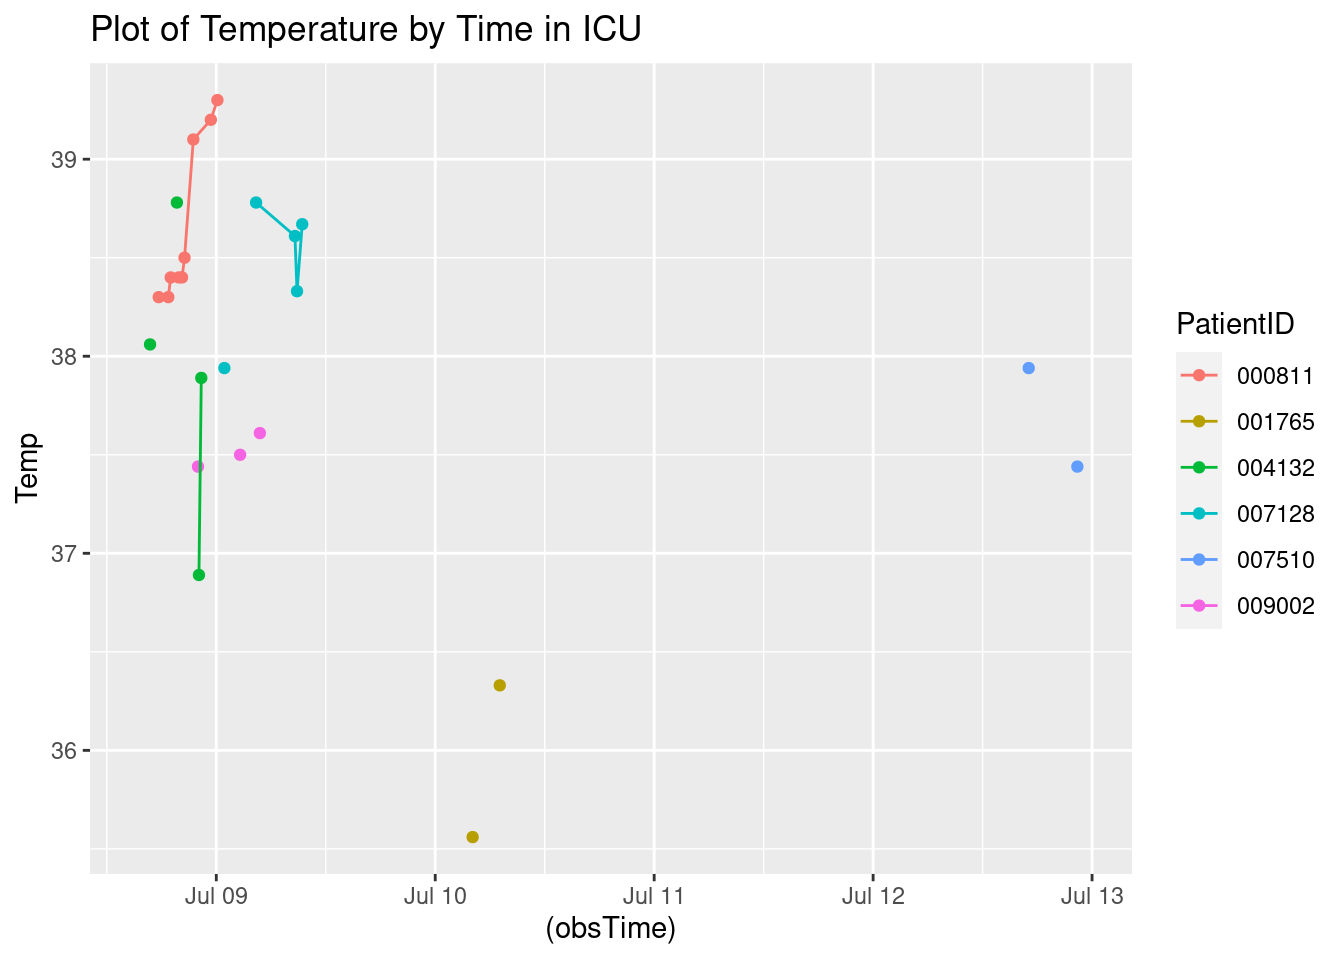 Plot of Temperature by Time in ICU
Temp
39
38
37
36
Jul 09
Jul 10
Jul 11
Jul 12
Jul 13
(obsTime)
PatientID
000811
001765
004132
007128
007510
009002